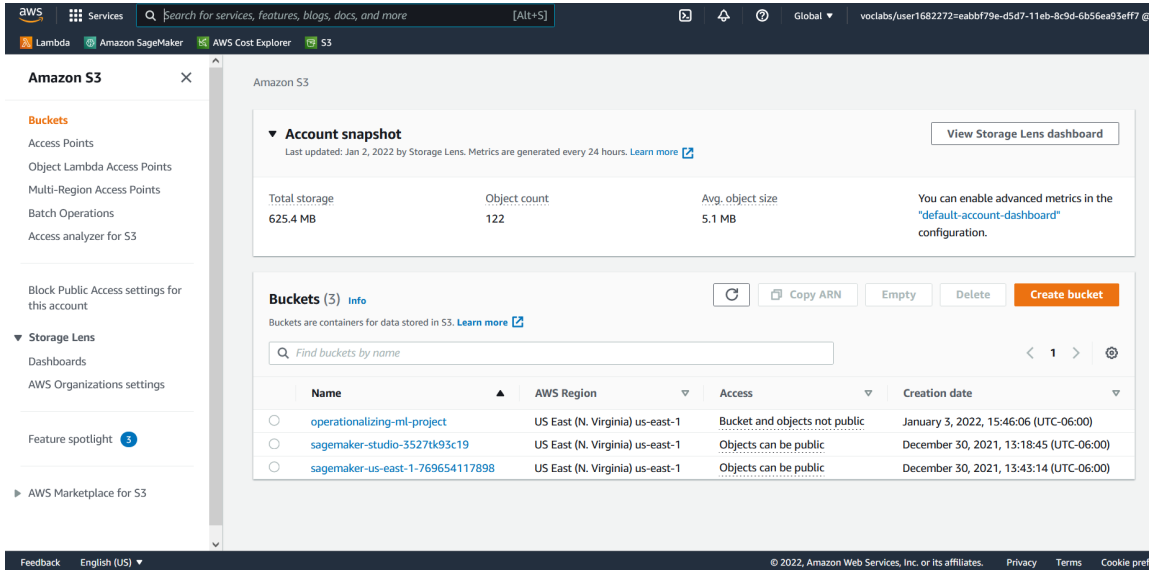 aws Services Search for services, features, blogs, docs, and more [Alt+S] Global ▼ voclabs/user1682272=eabbf79e-d5d7-11eb-8c9d-6b56ea93eff7 @
Lambda Amazon SageMaker AWS Cost Explorer S3
Amazon S3
Buckets
Access Points
Object Lambda Access Points
Multi-Region Access Points
Batch Operations
Access analyzer for S3
Block Public Access settings for
this account
▼ Storage Lens
Dashboards
AWS Organizations settings
Feature spotlight 3
▶ AWS Marketplace for S3
Amazon S3
▼ Account snapshot
View Storage Lens dashboard
Last updated: Jan 2, 2022 by Storage Lens. Metrics are generated every 24 hours. Learn more
Total storage
625.4 MB
Object count
122
Avg. object size
5.1 MB
You can enable advanced metrics in the
"default-account-dashboard"
configuration.
Buckets (3) Info
Copy ARN Empty Delete Create bucket
Buckets are containers for data stored in S3. Learn more
Find buckets by name
1
Name AWS Region Access Creation date
operationalizing-ml-project US East (N. Virginia) us-east-1 Bucket and objects not public January 3, 2022, 15:46:06 (UTC-06:00)
sagemaker-studio-3527tk93c19 US East (N. Virginia) us-east-1 Objects can be public December 30, 2021, 13:18:45 (UTC-06:00)
sagemaker-us-east-1-769654117898 US East (N. Virginia) us-east-1 Objects can be public December 30, 2021, 13:43:14 (UTC-06:00)
Feedback English (US) ▼ © 2022, Amazon Web Services, Inc. or its affiliates. Privacy Terms Cookie pref